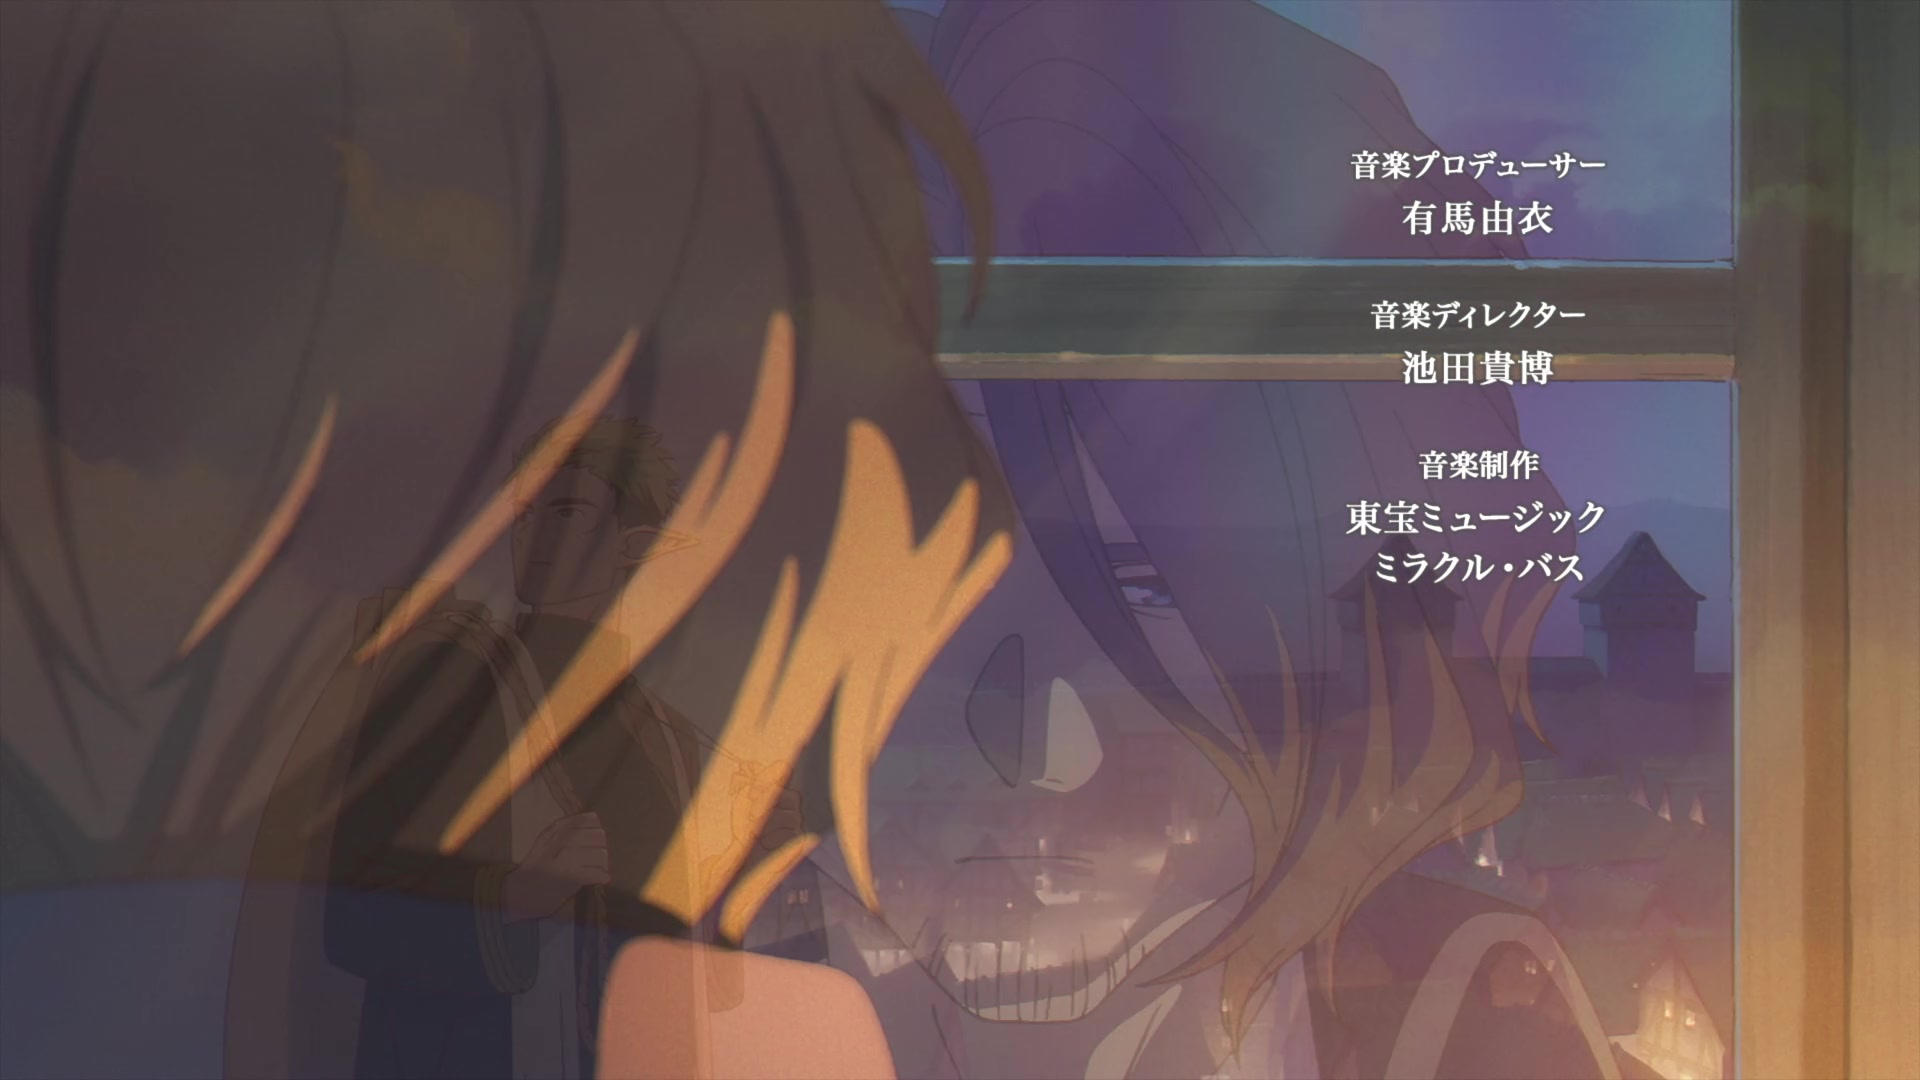 音楽プロデューサー
有馬由衣
音楽ディレクター
池田貴博
音楽制作
東宝ミュージック
ミラクル・バス